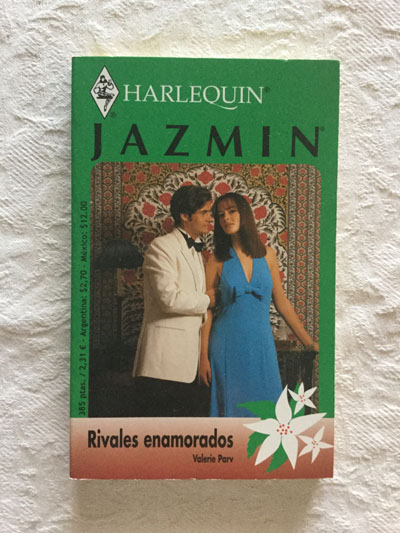 HARLEQUIN®
JAZMIN®
385 ptas. / 2,31 € - Argentina: $2,70 - México: $12,00
Rivales enamorados
Valerie Parv